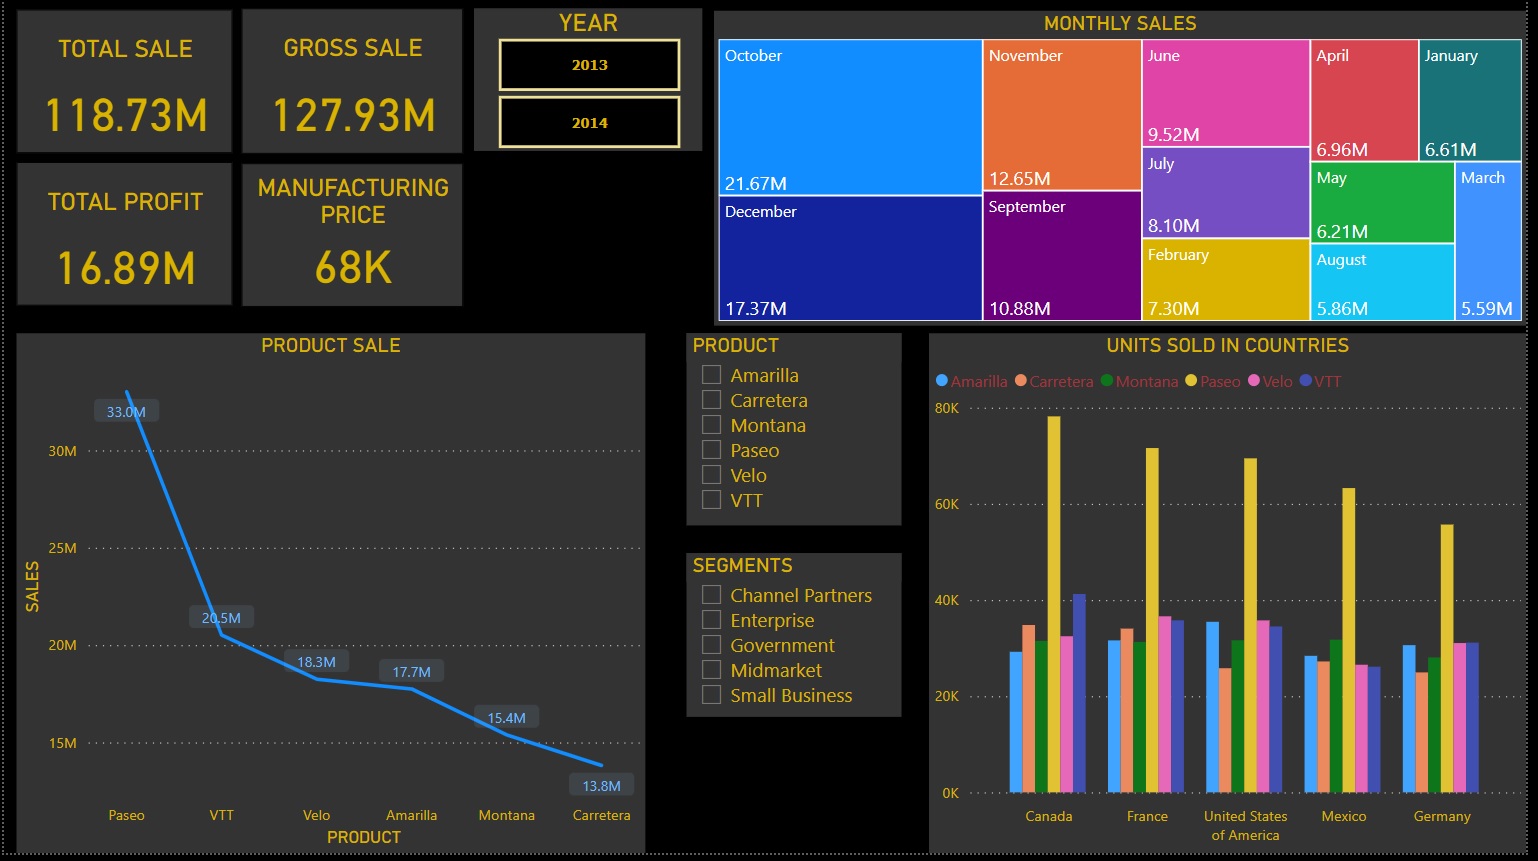 TOTAL SALE
118.73M
GROSS SALE
127.93M
YEAR
2013
2014
TOTAL PROFIT
16.89M
MANUFACTURING
PRICE
68K
MONTHLY SALES
October
21.67M
December
17.37M
November
12.65M
September
10.88M
June
9.52M
July
8.10M
February
7.30M
April
6.96M
January
6.61M
May
6.21M
August
5.86M
March
5.59M
PRODUCT SALE
SALES
30M
25M
20M
15M
33.0M
20.5M
18.3M
17.7M
15.4M
13.8M
Paseo VTT Velo Amarilla Montana Carretera
PRODUCT
PRODUCT
Amarilla
Carretera
Montana
Paseo
Velo
VTT
SEGMENTS
Channel Partners
Enterprise
Government
Midmarket
Small Business
UNITS SOLD IN COUNTRIES
Amarilla Carretera Montana Paseo Velo VTT
80K
60K
40K
20K
0K
Canada France United States Mexico Germany
of America